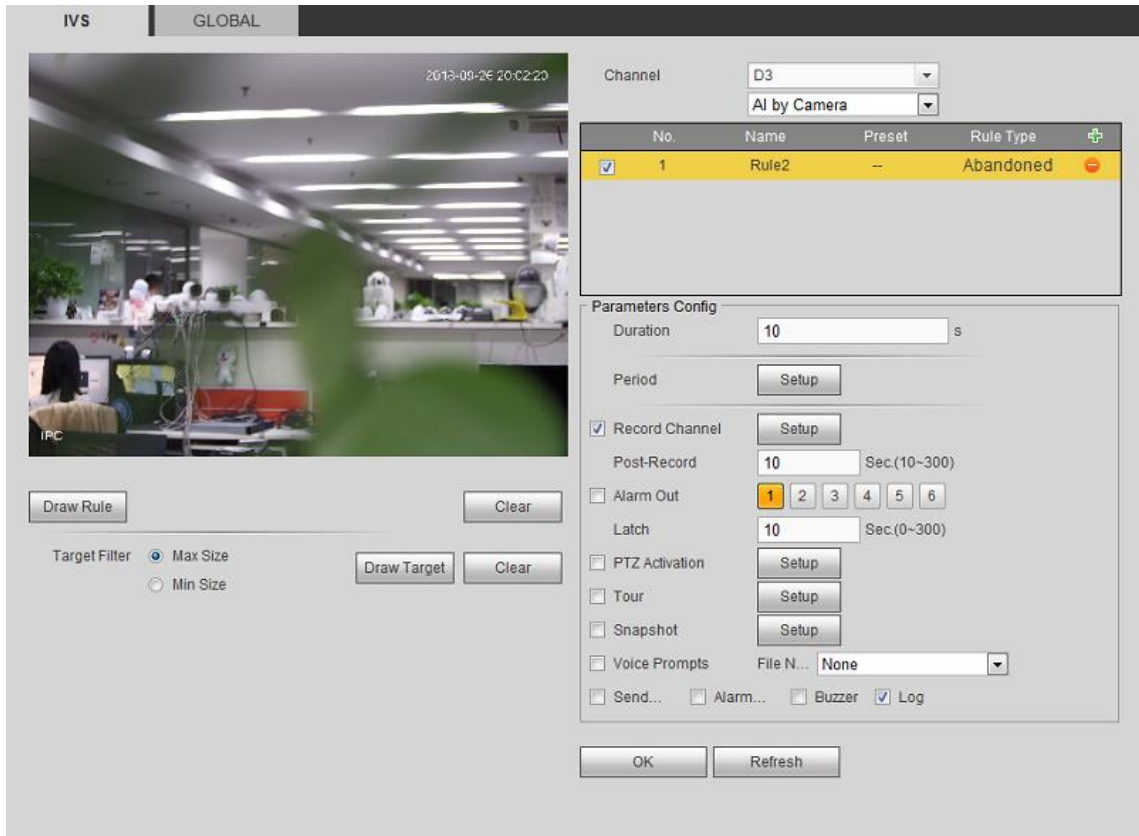 IVS GLOBAL
2018-09-26 20:02:20
IPC
Draw Rule Clear
Target Filter Max Size
Min Size
Draw Target Clear
Channel D3
AI by Camera
No. Name Preset Rule Type
1 Rule2 -- Abandoned
Parameters Config
Duration 10 s
Period Setup
Record Channel Setup
Post-Record 10 Sec.(10~300)
Alarm Out 1 2 3 4 5 6
Latch 10 Sec.(0~300)
PTZ Activation Setup
Tour Setup
Snapshot Setup
Voice Prompts File N... None
Send... Alarm... Buzzer Log
OK Refresh